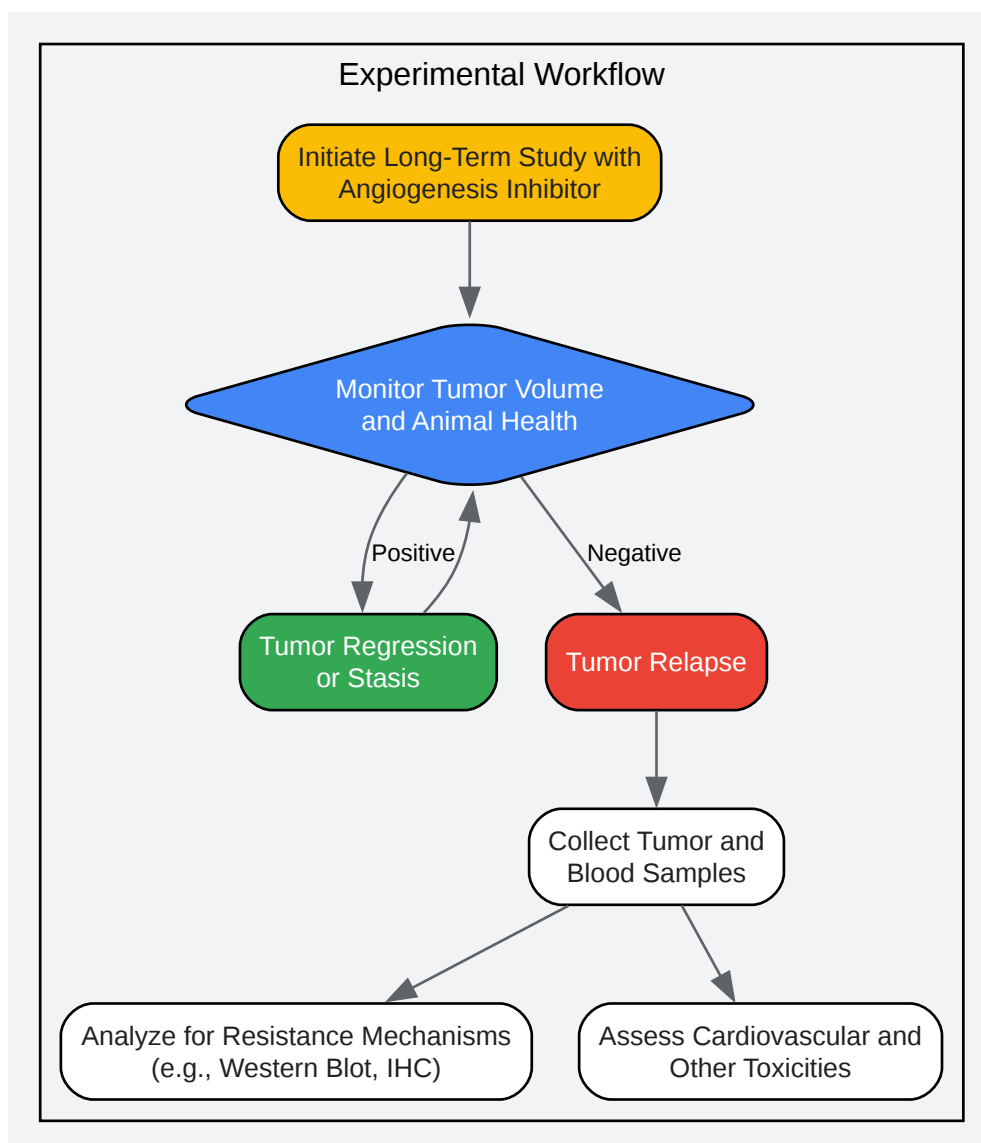 Experimental Workflow
Initiate Long-Term Study with
Angiogenesis Inhibitor
Monitor Tumor Volume
and Animal Health
Positive
Negative
Tumor Regression
or Stasis
Tumor Relapse
Collect Tumor and
Blood Samples
Analyze for Resistance Mechanisms
(e.g., Western Blot, IHC)
Assess Cardiovascular and
Other Toxicities